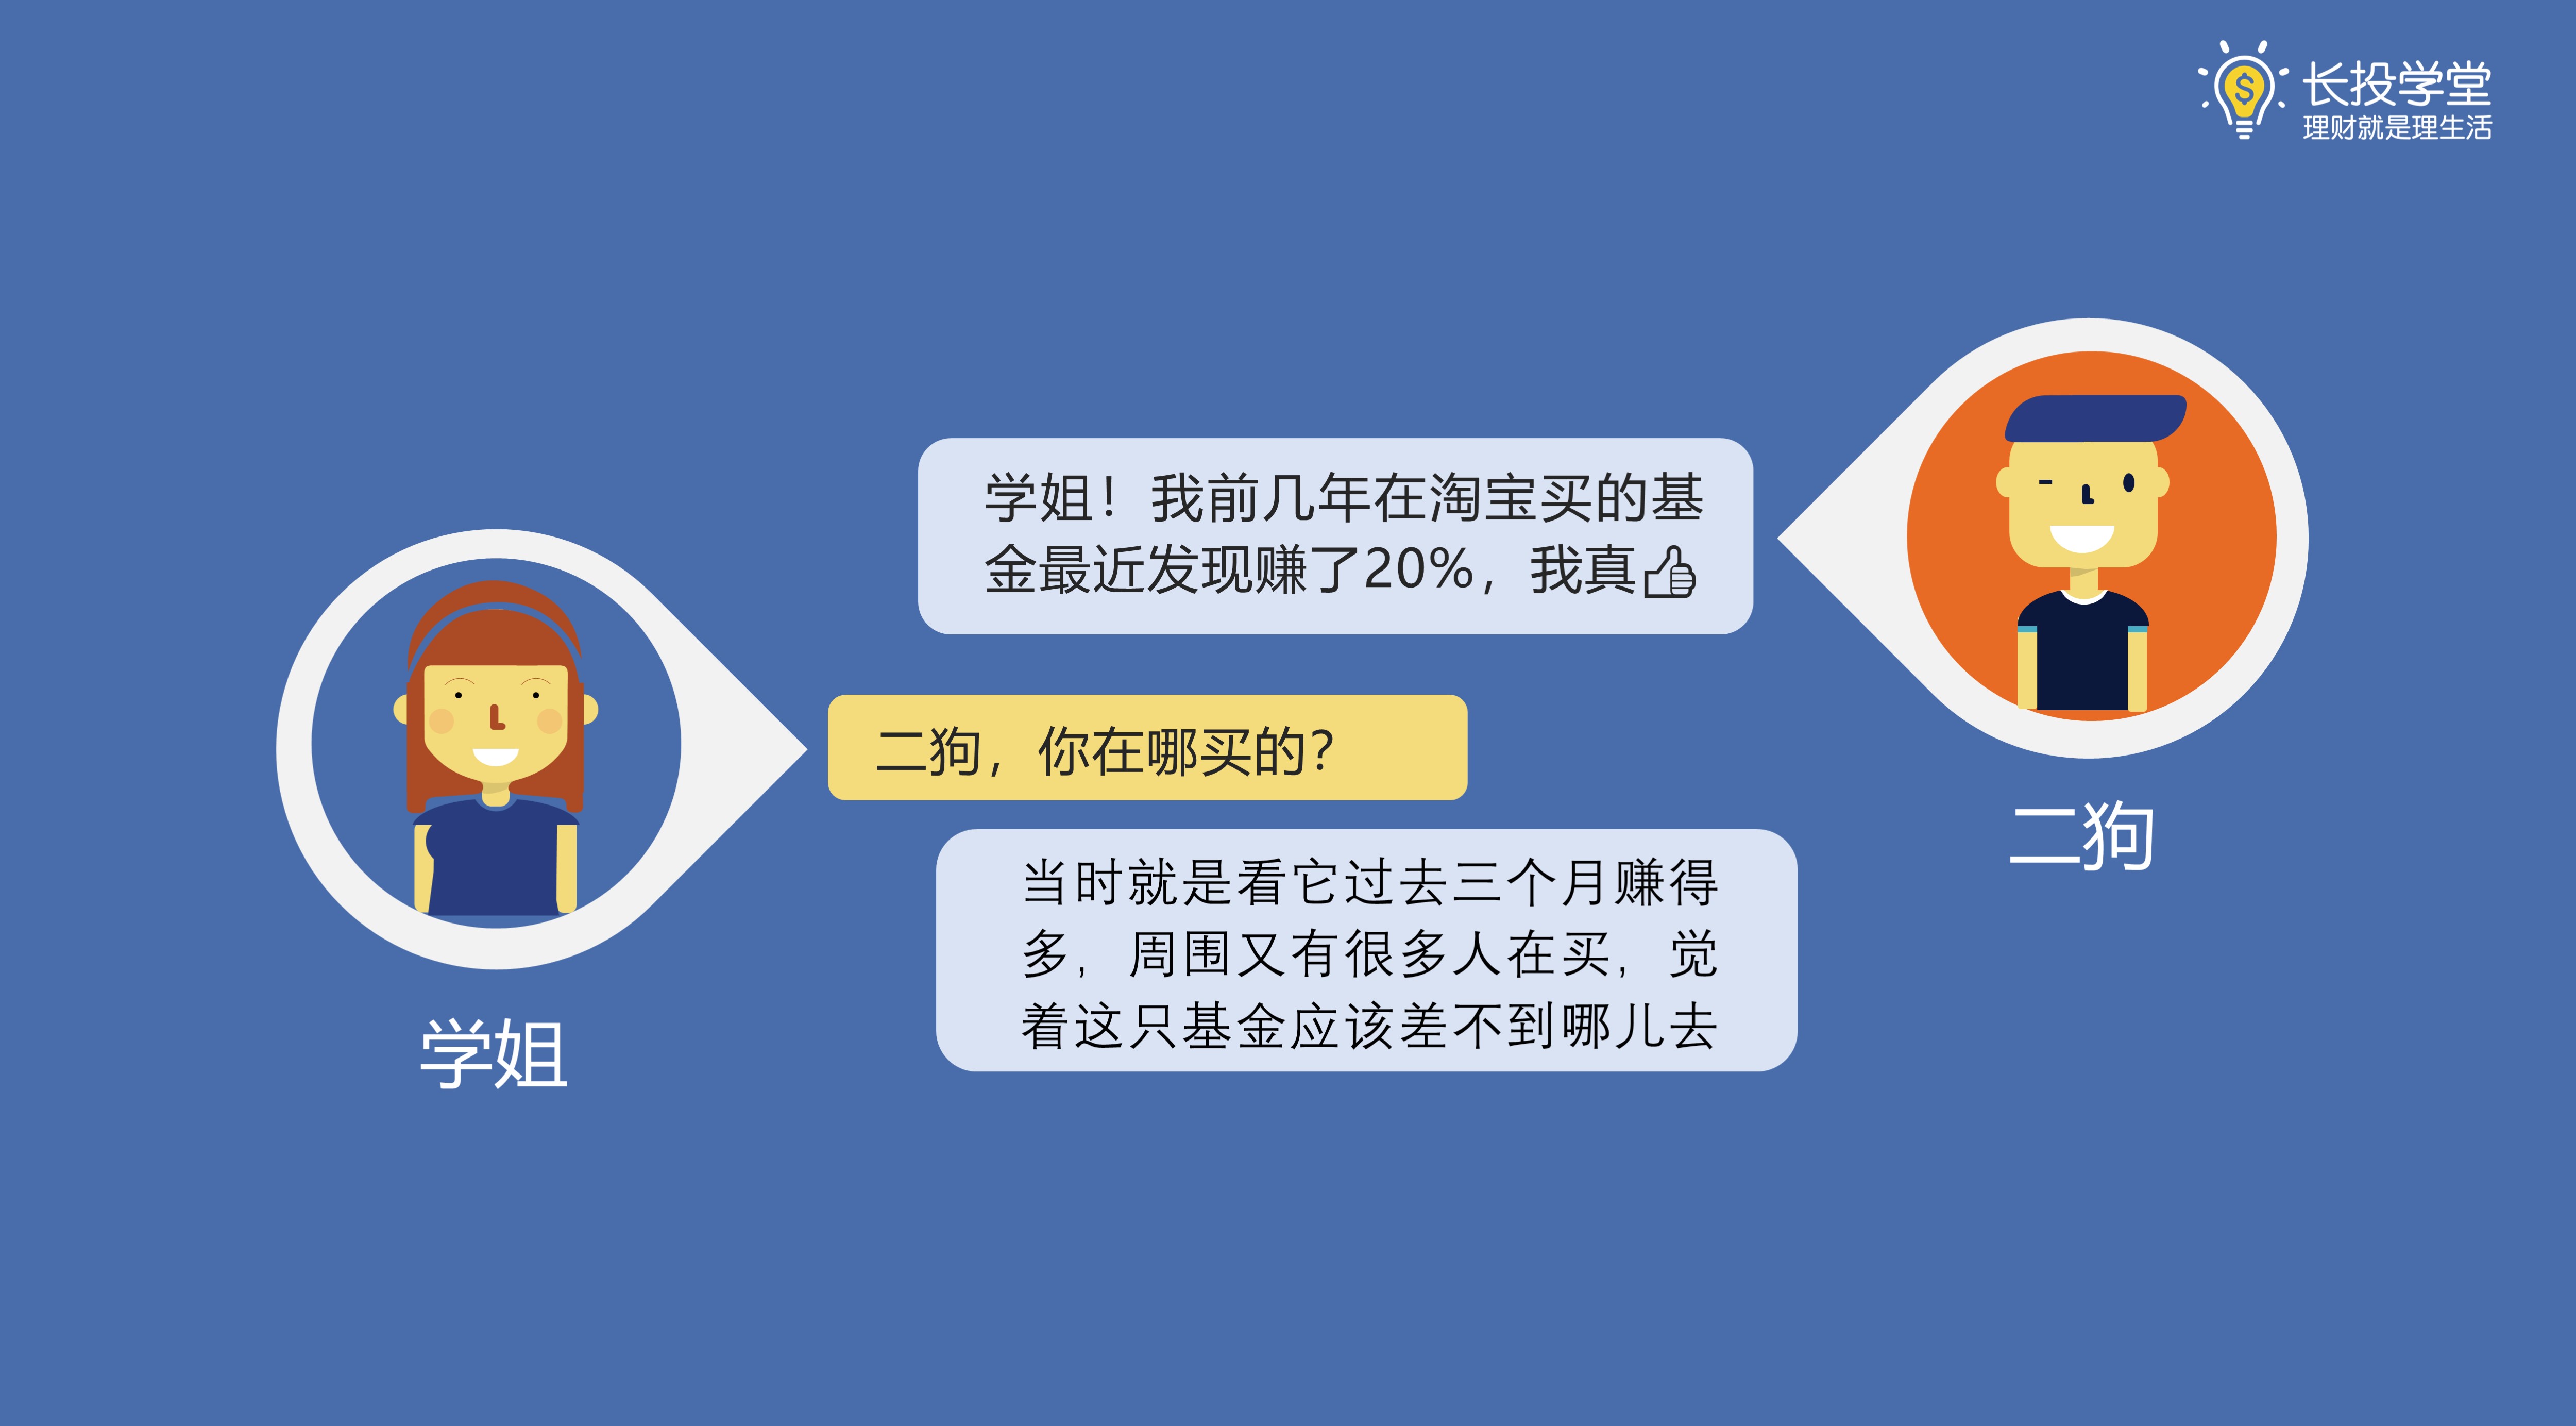 长投学堂
理财就是理生活
学姐！我前几年在淘宝买的基
金最近发现赚了20%，我真👍
二狗，你在哪买的？
当时就是看它过去三个月赚得
多，周围又有很多人在买，觉
着这只基金应该差不到哪儿去
二狗
学姐